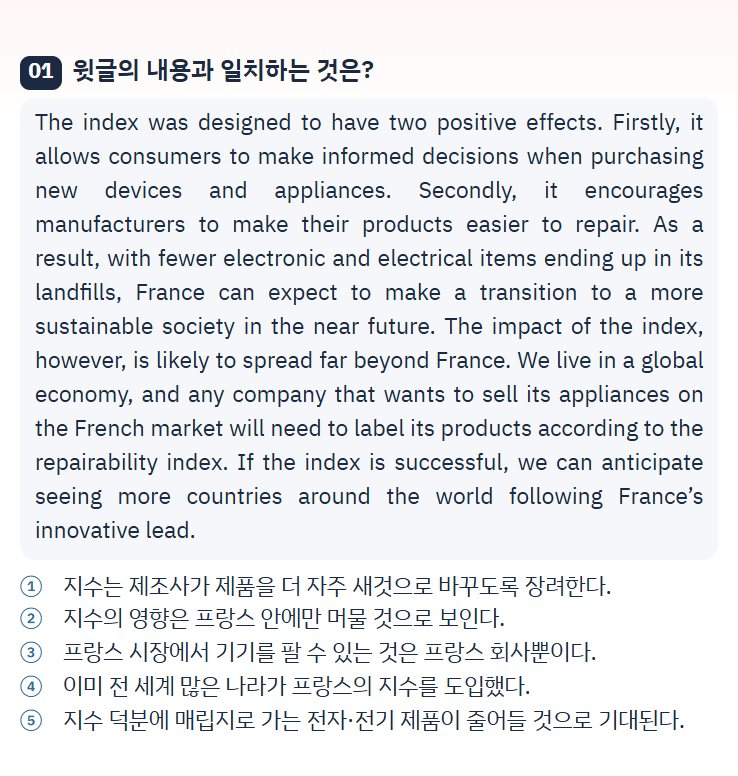 01 윗글의 내용과 일치하는 것은?
The index was designed to have two positive effects. Firstly, it
allows consumers to make informed decisions when purchasing
new devices and appliances. Secondly, it encourages
manufacturers to make their products easier to repair. As a
result, with fewer electronic and electrical items ending up in its
landfills, France can expect to make a transition to a more
sustainable society in the near future. The impact of the index,
however, is likely to spread far beyond France. We live in a global
economy, and any company that wants to sell its appliances on
the French market will need to label its products according to the
repairability index. If the index is successful, we can anticipate
seeing more countries around the world following France’s
innovative lead.
① 지수는 제조사가 제품을 더 자주 새것으로 바꾸도록 장려한다.
② 지수의 영향은 프랑스 안에만 머물 것으로 보인다.
③ 프랑스 시장에서 기기를 팔 수 있는 것은 프랑스 회사뿐이다.
④ 이미 전 세계 많은 나라가 프랑스의 지수를 도입했다.
⑤ 지수 덕분에 매립지로 가는 전자·전기 제품이 줄어들 것으로 기대된다.